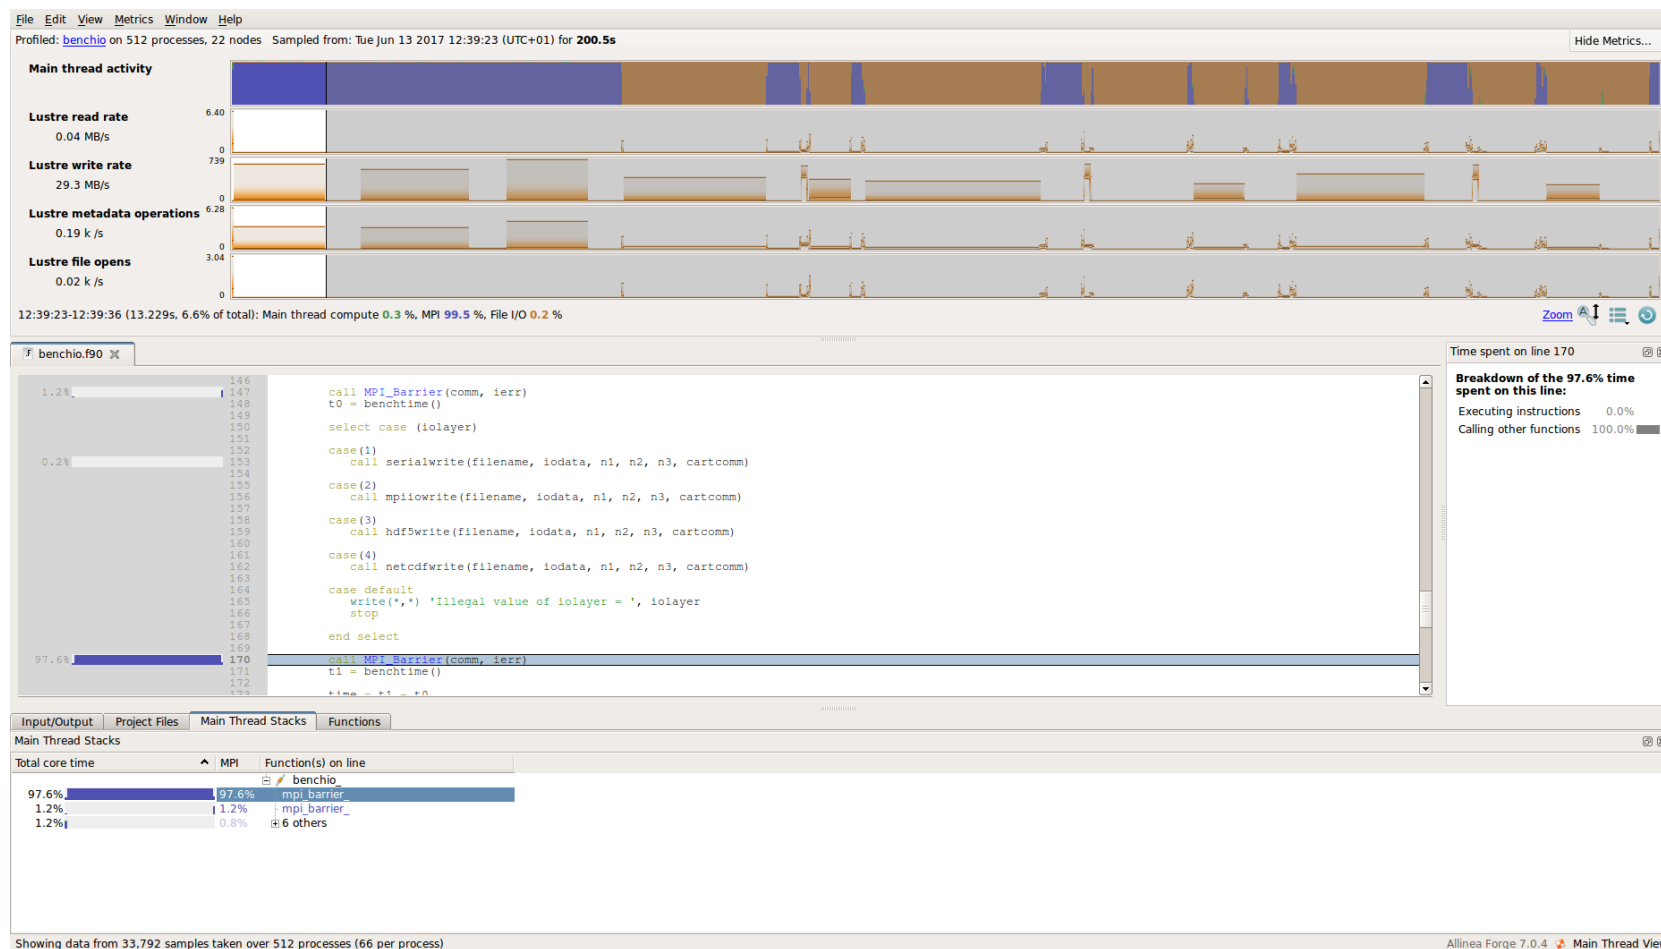 File Edit View Metrics Window Help
Profiled: benchio on 512 processes, 22 nodes Sampled from: Tue Jun 13 2017 12:39:23 (UTC+01) for 200.5s
Hide Metrics...
Main thread activity
Lustre read rate 6.40
0.04 MB/s
0
Lustre write rate 739
29.3 MB/s
0
Lustre metadata operations 6.28
0.19 k /s
0
Lustre file opens 3.04
0.02 k /s
0
12:39:23-12:39:36 (13.229s, 6.6% of total): Main thread compute 0.3 %, MPI 99.5 %, File I/O 0.2 %
Zoom
benchio.f90
Time spent on line 170
Breakdown of the 97.6% time
spent on this line:
Executing instructions 0.0%
Calling other functions 100.0%
146
1.2% 147 call MPI_Barrier(comm, ierr)
148 t0 = benchtime()
149
150 select case (iolayer)
151
152 case(1)
0.2% 153 call serialwrite(filename, iodata, n1, n2, n3, cartcomm)
154
155 case(2)
156 call mpiiowrite(filename, iodata, n1, n2, n3, cartcomm)
157
158 case(3)
159 call hdf5write(filename, iodata, n1, n2, n3, cartcomm)
160
161 case(4)
162 call netcdfwrite(filename, iodata, n1, n2, n3, cartcomm)
163
164 case default
165 write(*,*) 'Illegal value of iolayer = ', iolayer
166 stop
167
168 end select
169
97.6% 170 call MPI_Barrier(comm, ierr)
171 t1 = benchtime()
172
173 time = t1 - t0
Input/Output Project Files Main Thread Stacks Functions
Main Thread Stacks
Total core time MPI Function(s) on line
benchio_
97.6% 97.6% mpi_barrier_
1.2% 1.2% mpi_barrier_
1.2% 0.8% 6 others
Showing data from 33,792 samples taken over 512 processes (66 per process)
Allinea Forge 7.0.4 Main Thread View